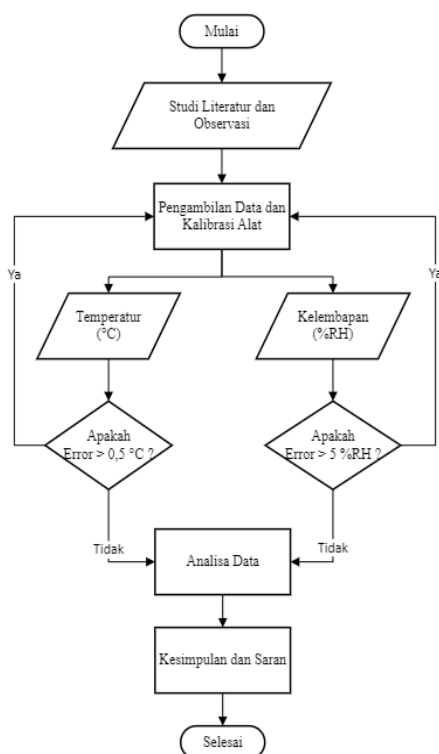 Mulai
Studi Literatur dan
Observasi
Pengambilan Data dan
Kalibrasi Alat
Ya
Ya
Temperatur
(°C)
Kelembapan
(%RH)
Apakah
Error > 0,5 °C ?
Apakah
Error > 5 %RH ?
Tidak
Tidak
Analisa Data
Kesimpulan dan Saran
Selesai